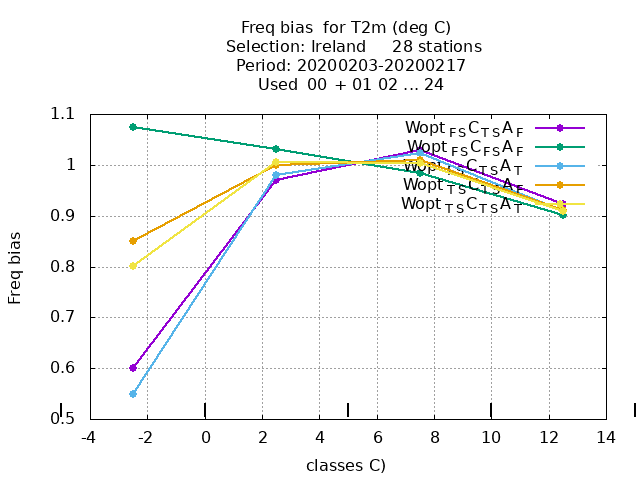 Freq bias for T2m (deg C)
Selection: Ireland 28 stations
Period: 20200203-20200217
Used 00 + 01 02 ... 24
Wopt FS C TS A F
Wopt FS C FS A F
Wopt C TS A T
Wopt TS C TS A F
Wopt TS C TS A T
1.1
1
0.9
0.8
0.7
0.6
0.5
Freq bias
-4 -2 0 2 4 6 8 10 12 14
classes C)